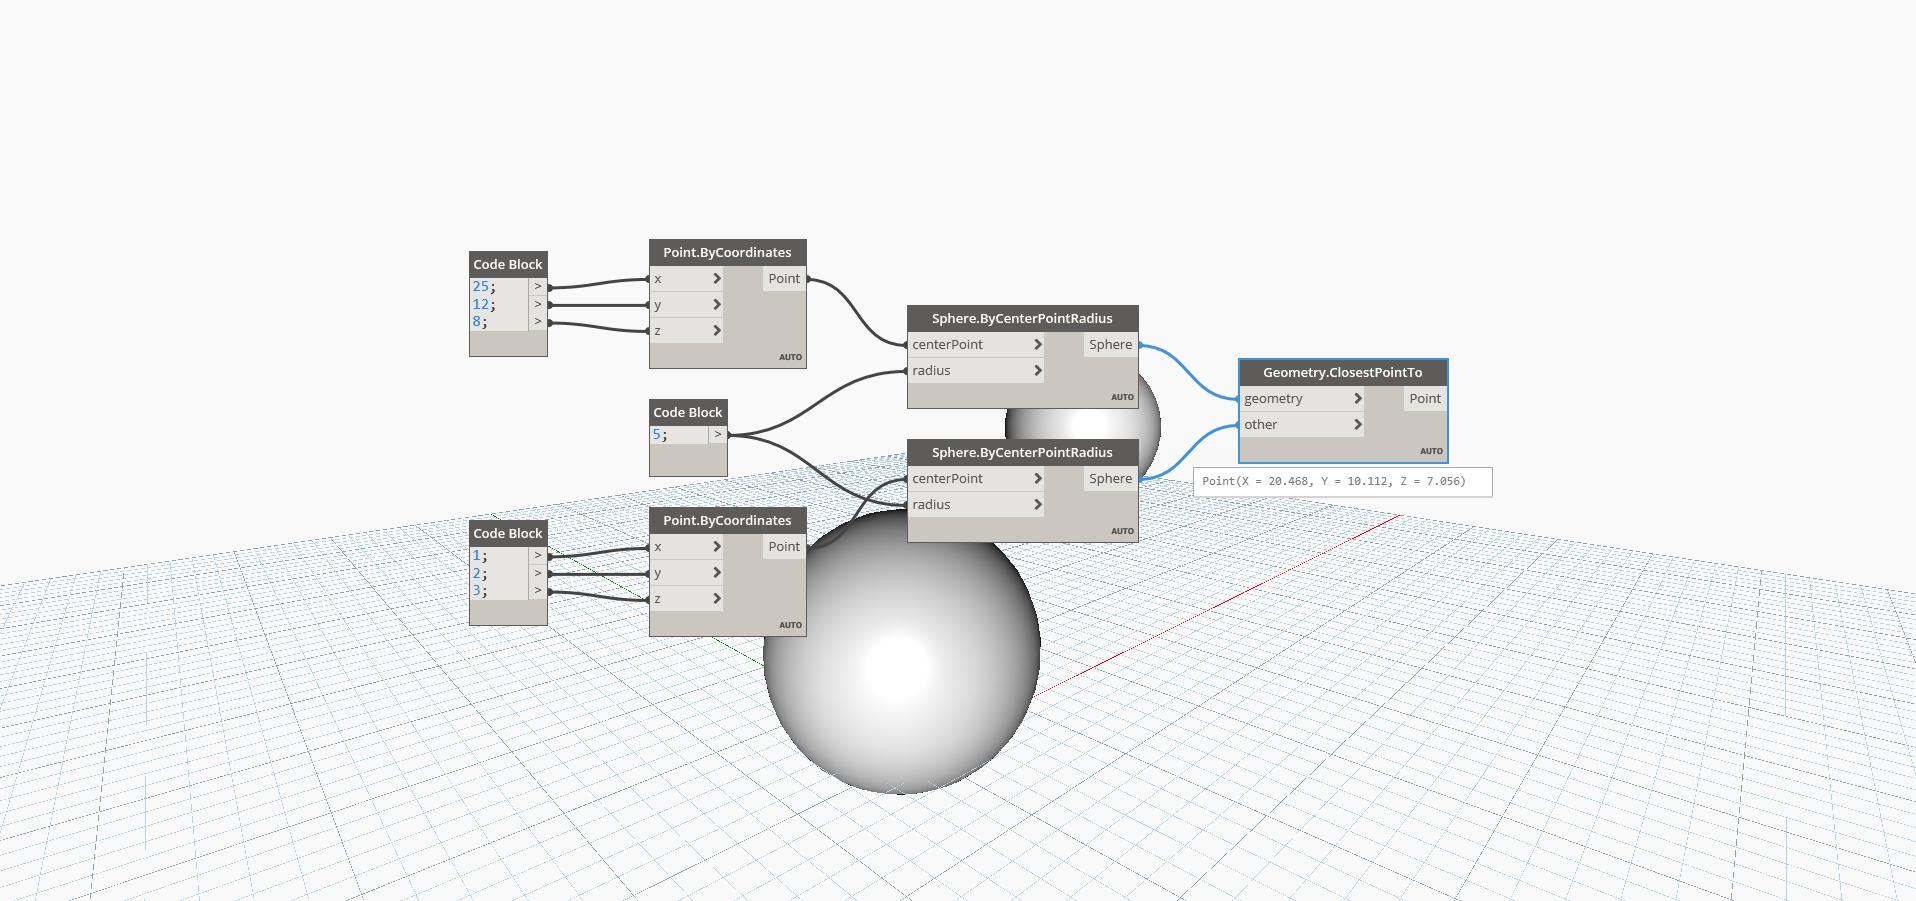 Code Block
25; >
12; >
8; >
Point.ByCoordinates
x > Point
y >
z >
AUTO
Code Block
5; >
Sphere.ByCenterPointRadius
centerPoint > Sphere
radius >
AUTO
Geometry.ClosestPointTo
geometry > Point
other >
AUTO
Point(X = 20.468, Y = 10.112, Z = 7.056)
Sphere.ByCenterPointRadius
centerPoint > Sphere
radius >
AUTO
Code Block
1; >
2; >
3; >
Point.ByCoordinates
x > Point
y >
z >
AUTO